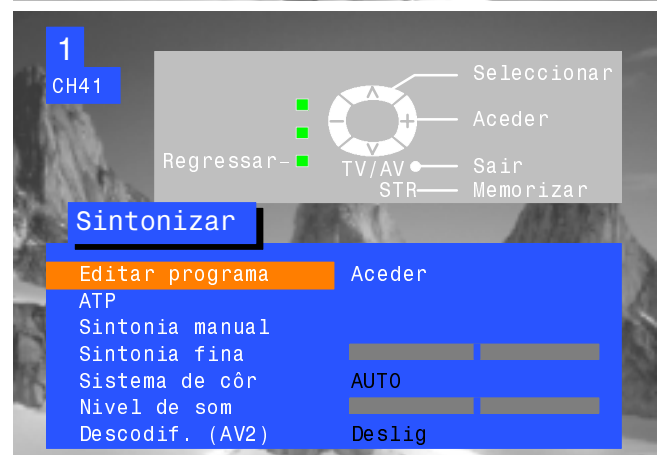 1
CH41
Seleccionar
Aceder
Regressar
TV/AV
Sair
STR
Memorizar
Sintonizar
Editar programa Aceder
ATP
Sintonia manual
Sintonia fina
Sistema de côr AUTO
Nivel de som
Descodif. (AV2) Deslig